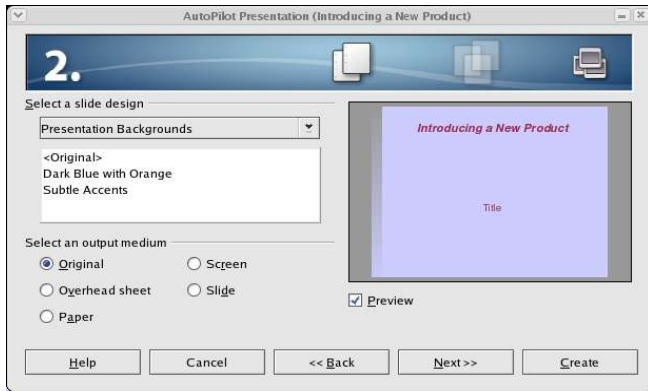 AutoPilot Presentation (Introducing a New Product)
2.
Select a slide design
Presentation Backgrounds
<Original>
Dark Blue with Orange
Subtle Accents
Introducing a New Product
Title
Select an output medium
Original
Screen
Overhead sheet
Slide
Paper
Preview
Help
Cancel
<< Back
Next >>
Create